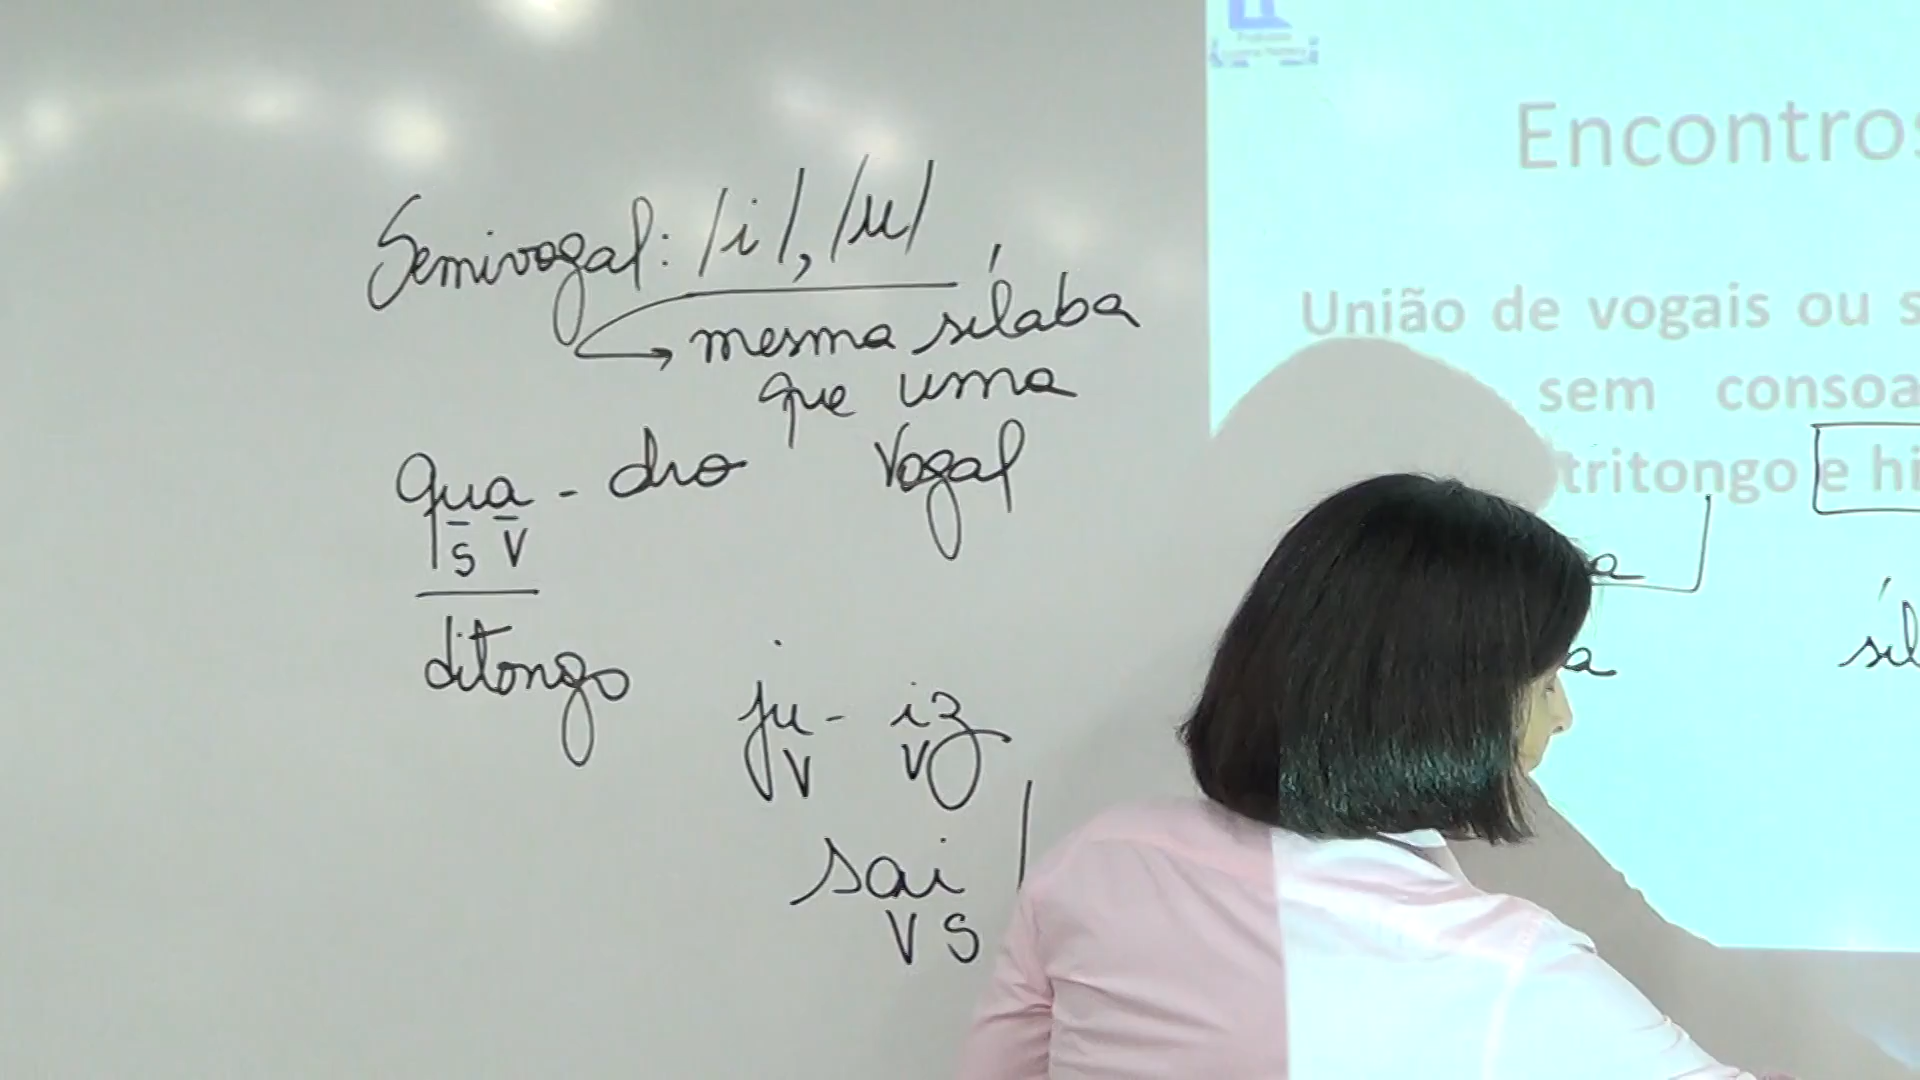 Semivogal: /i/, /u/
mesma sílaba
que uma
vogal
qua - dro
S V
ditongo
ju - iz
V V
sai
V S
Encontros
União de vogais ou s
sem consoa
tritongo e hi
a
a
síl